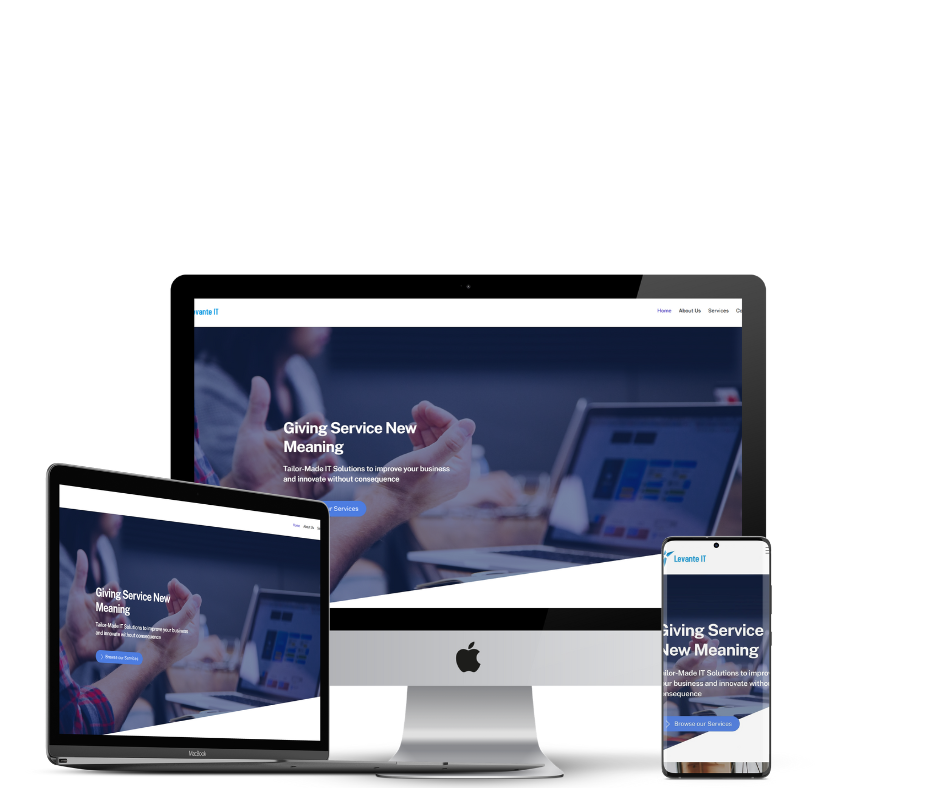 evante IT
Home About Us Services Co
Giving Service New
Meaning
Tailor-Made IT Solutions to improve your business
and innovate without consequence
ur Services
Home About Us
Giving Service New
Meaning
Tailor-Made IT Solutions to improve your business
and innovate without consequence
Browse our Services
MacBook
Levante IT
Giving Service
New Meaning
ailor-Made IT Solutions to impro
our business and innovate withou
onsequence
Browse our Services